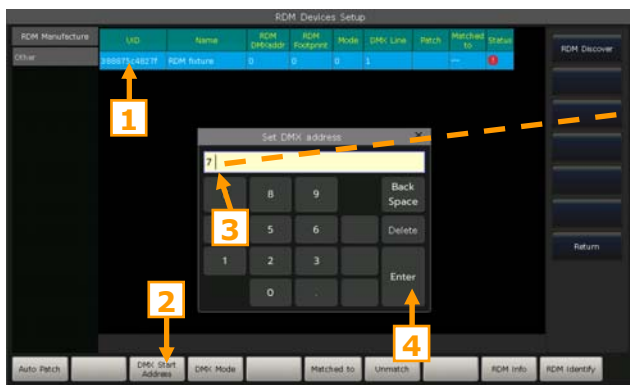 RDM Devices Setup
RDM Manufacture
Other
UID
Name
RDM
DMXaddr
RDM
Footprint
Mode
DMX Line
Patch
Matched
to
Status
RDM fixture
0
0
0
1
---
RDM Discover
1
Set DMX address
×
7
8
9
Back
Space
3
5
6
Delete
Return
1
2
3
Enter
2
0
.
4
Auto Patch
DMX Start
Address
DMX Mode
Matched to
Unmatch
RDM Info
RDM Identify